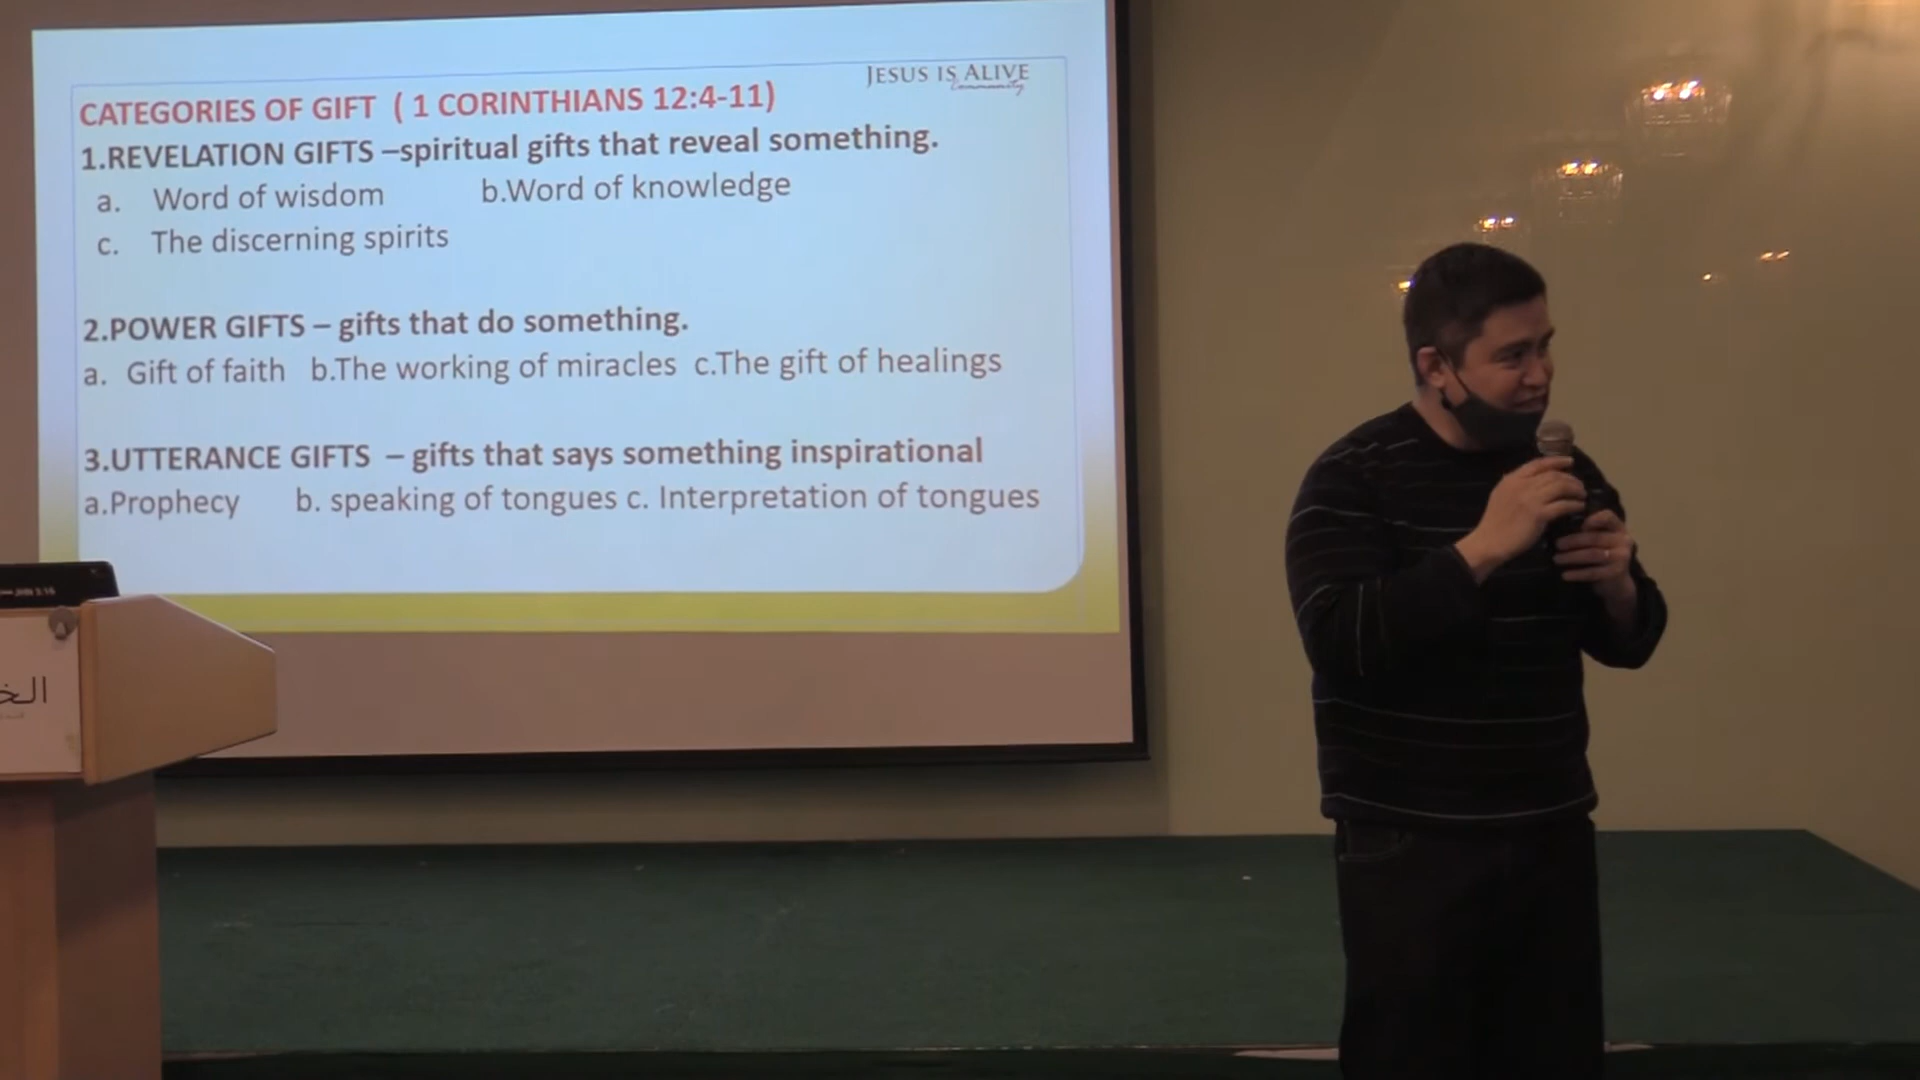 JESUS IS ALIVE
Community
CATEGORIES OF GIFT ( 1 CORINTHIANS 12:4-11)
1.REVELATION GIFTS –spiritual gifts that reveal something.
a. Word of wisdom b.Word of knowledge
c. The discerning spirits
2.POWER GIFTS – gifts that do something.
a. Gift of faith b.The working of miracles c.The gift of healings
3.UTTERANCE GIFTS – gifts that says something inspirational
a.Prophecy b. speaking of tongues c. Interpretation of tongues